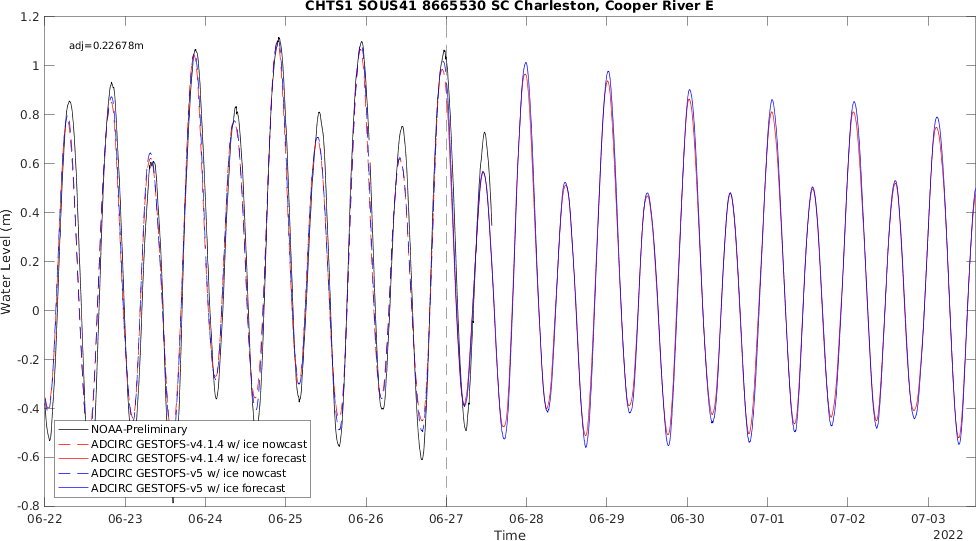 CHTS1 SOUS41 8665530 SC Charleston, Cooper River E
1.2
1
0.8
0.6
0.4
0.2
0
-0.2
-0.4
-0.6
-0.8
Water Level (m)
adj=0.22678m
NOAA-Preliminary
ADCIRC GESTOFS-v4.1.4 w/ ice nowcast
ADCIRC GESTOFS-v4.1.4 w/ ice forecast
ADCIRC GESTOFS-v5 w/ ice nowcast
ADCIRC GESTOFS-v5 w/ ice forecast
06-22 06-23 06-24 06-25 06-26 06-27 06-28 06-29 06-30 07-01 07-02 07-03
Time
2022